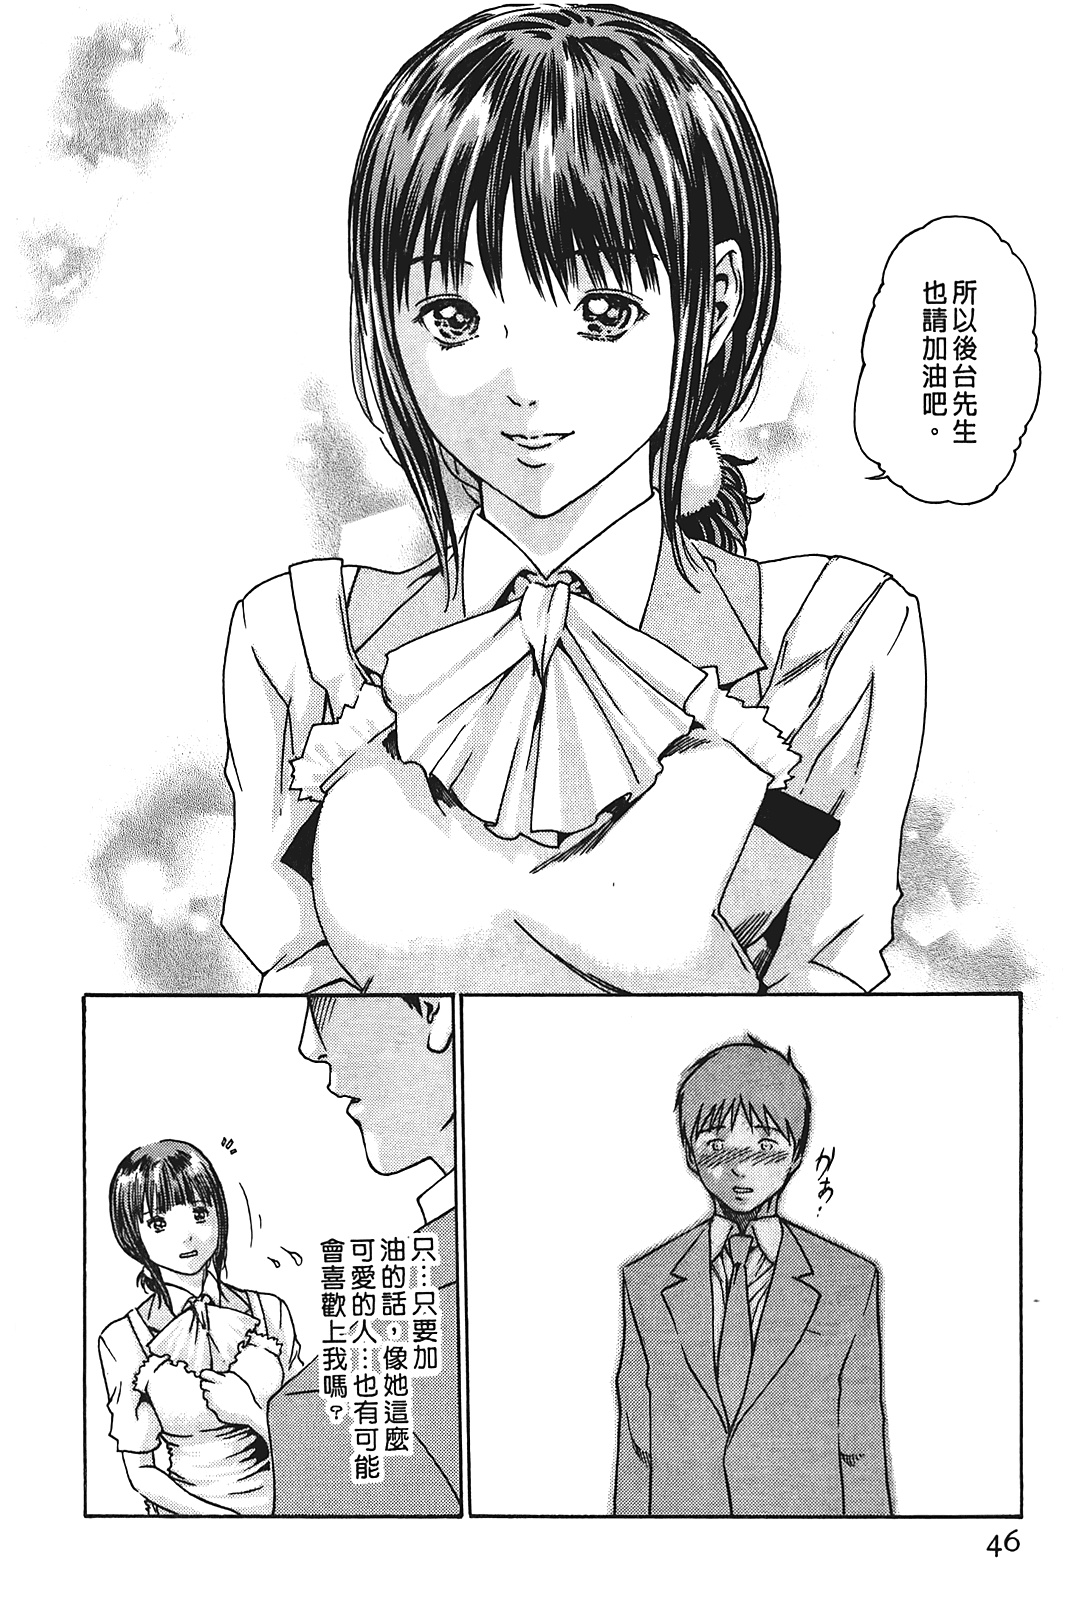 所以後台先生
也請加油吧。
かぁ…
只…只要加
油的話，像她這麼
可愛的人…也有可能
會喜歡上我嗎？
46